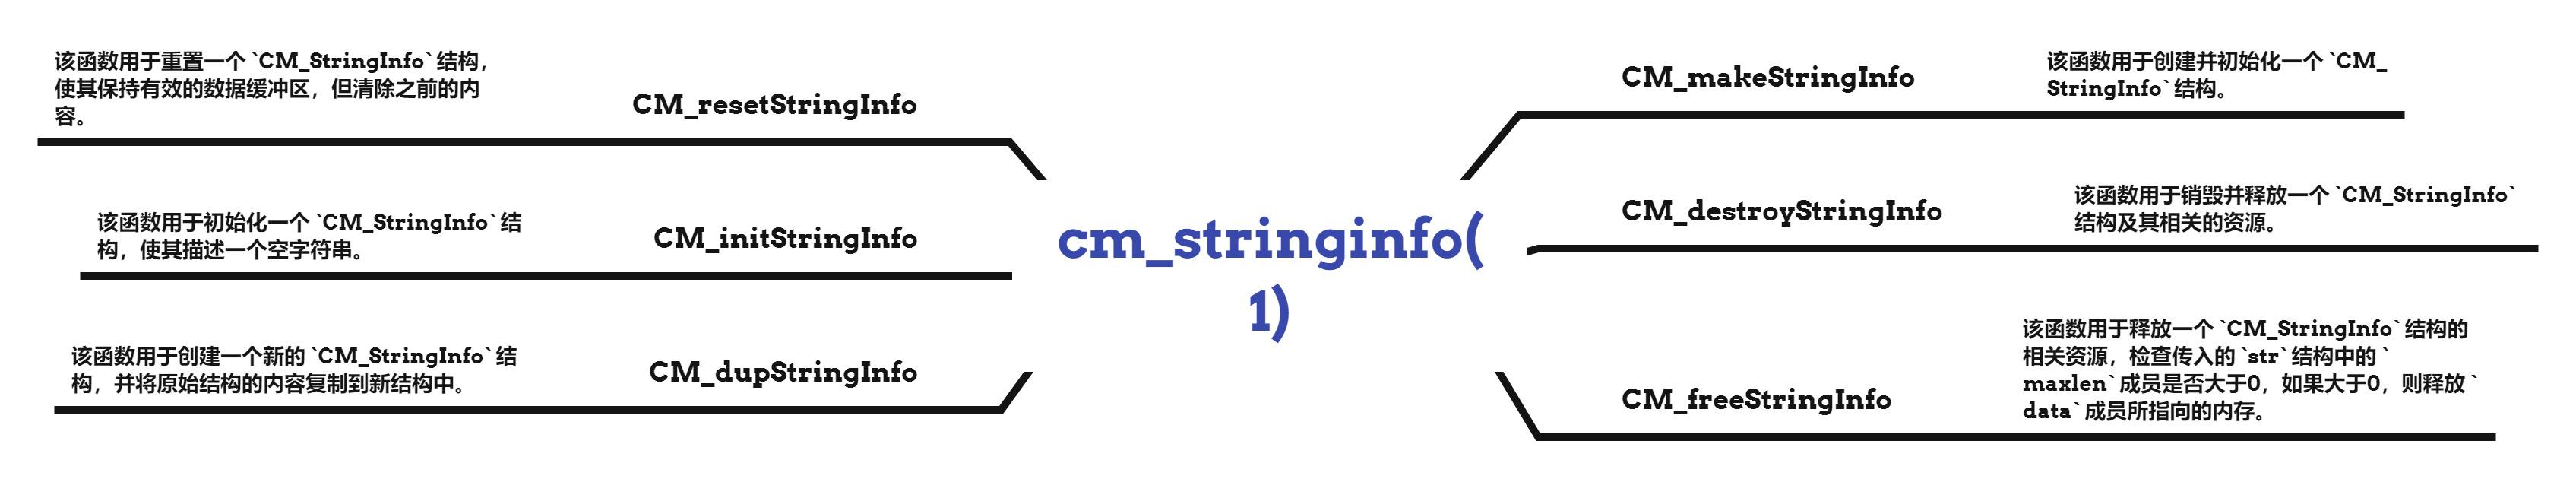 该函数用于重置一个 `CM_StringInfo` 结构，
使其保持有效的数据缓冲区，但清除之前的内
容。
CM_resetStringInfo
该函数用于初始化一个 `CM_StringInfo` 结
构，使其描述一个空字符串。
CM_initStringInfo
该函数用于创建一个新的 `CM_StringInfo` 结
构，并将原始结构的内容复制到新结构中。
CM_dupStringInfo
cm_stringinfo(
1)
CM_makeStringInfo
该函数用于创建并初始化一个 `CM_
StringInfo` 结构。
CM_destroyStringInfo
该函数用于销毁并释放一个 `CM_StringInfo`
结构及其相关的资源。
CM_freeStringInfo
该函数用于释放一个 `CM_StringInfo` 结构的
相关资源，检查传入的 `str` 结构中的 `
maxlen` 成员是否大于0，如果大于0，则释放 `
data` 成员所指向的内存。